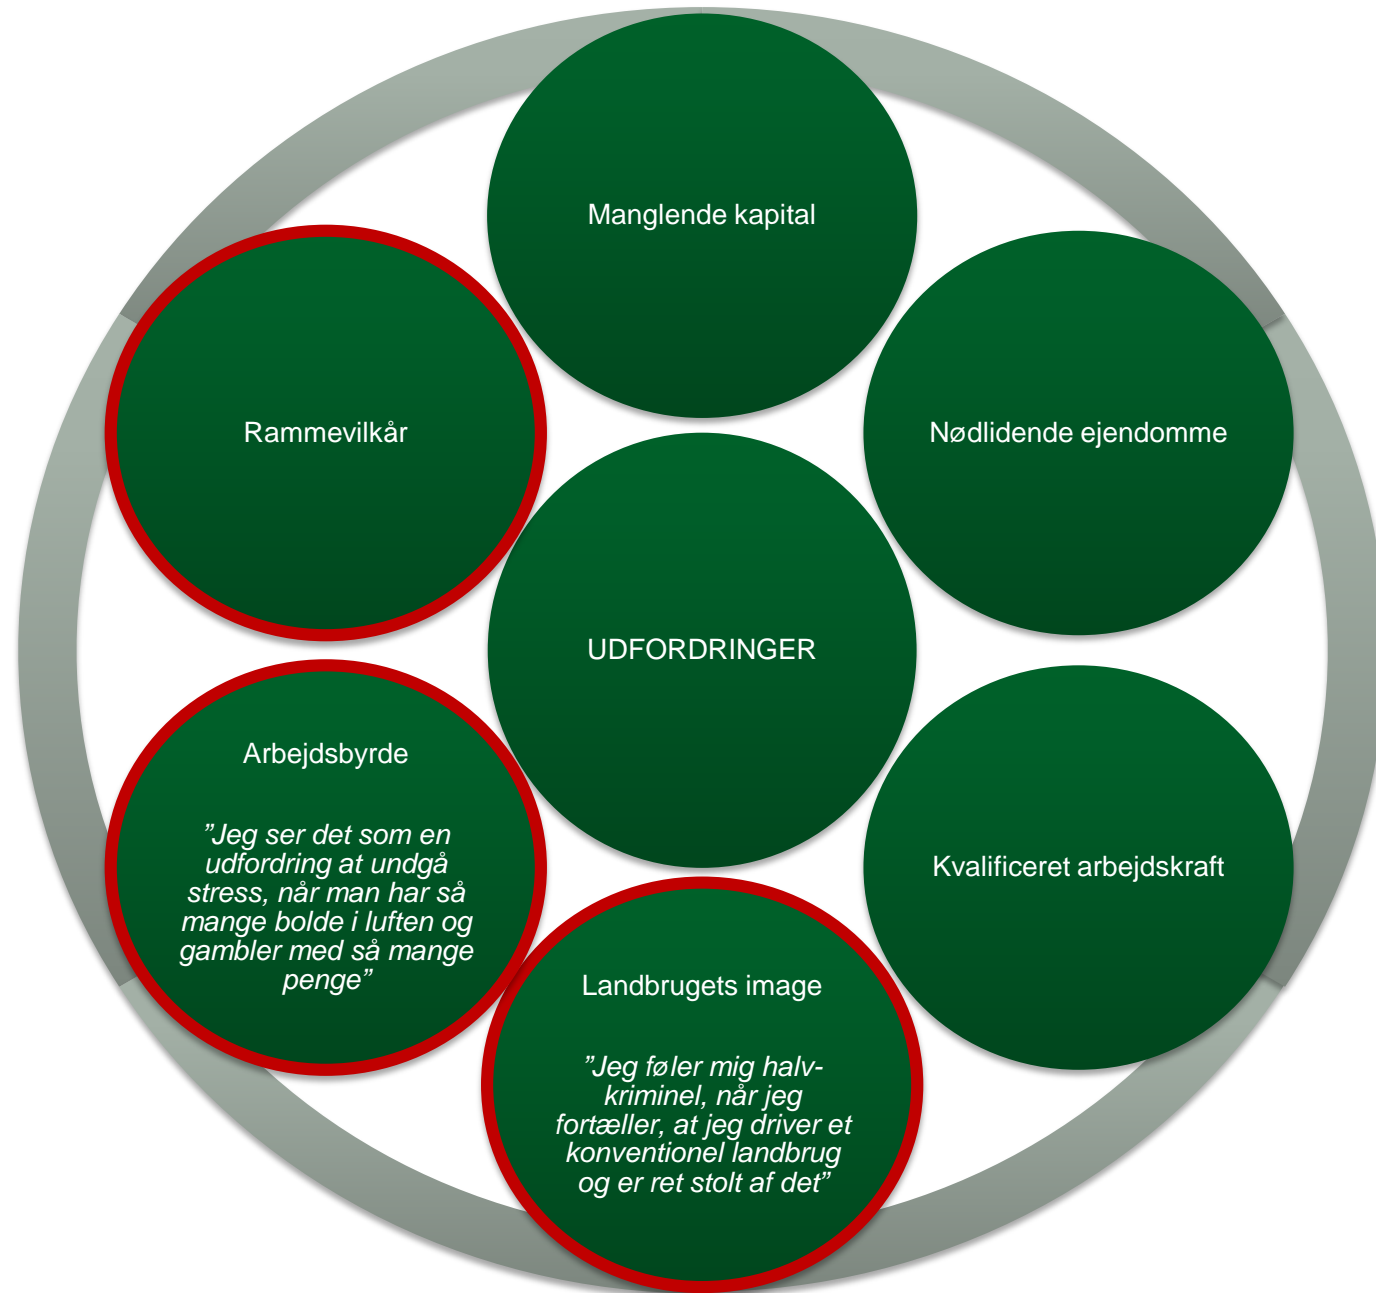 Manglende kapital
Rammevilkår
Nødlidende ejendomme
UDFORDRINGER
Arbejdsbyrde
”Jeg ser det som en
udfordring at undgå
stress, når man har så
mange bolde i luften og
gambler med så mange
penge”
Kvalificeret arbejdskraft
Landbrugets image
”Jeg føler mig halv-
kriminel, når jeg
fortæller, at jeg driver et
konventionel landbrug
og er ret stolt af det”